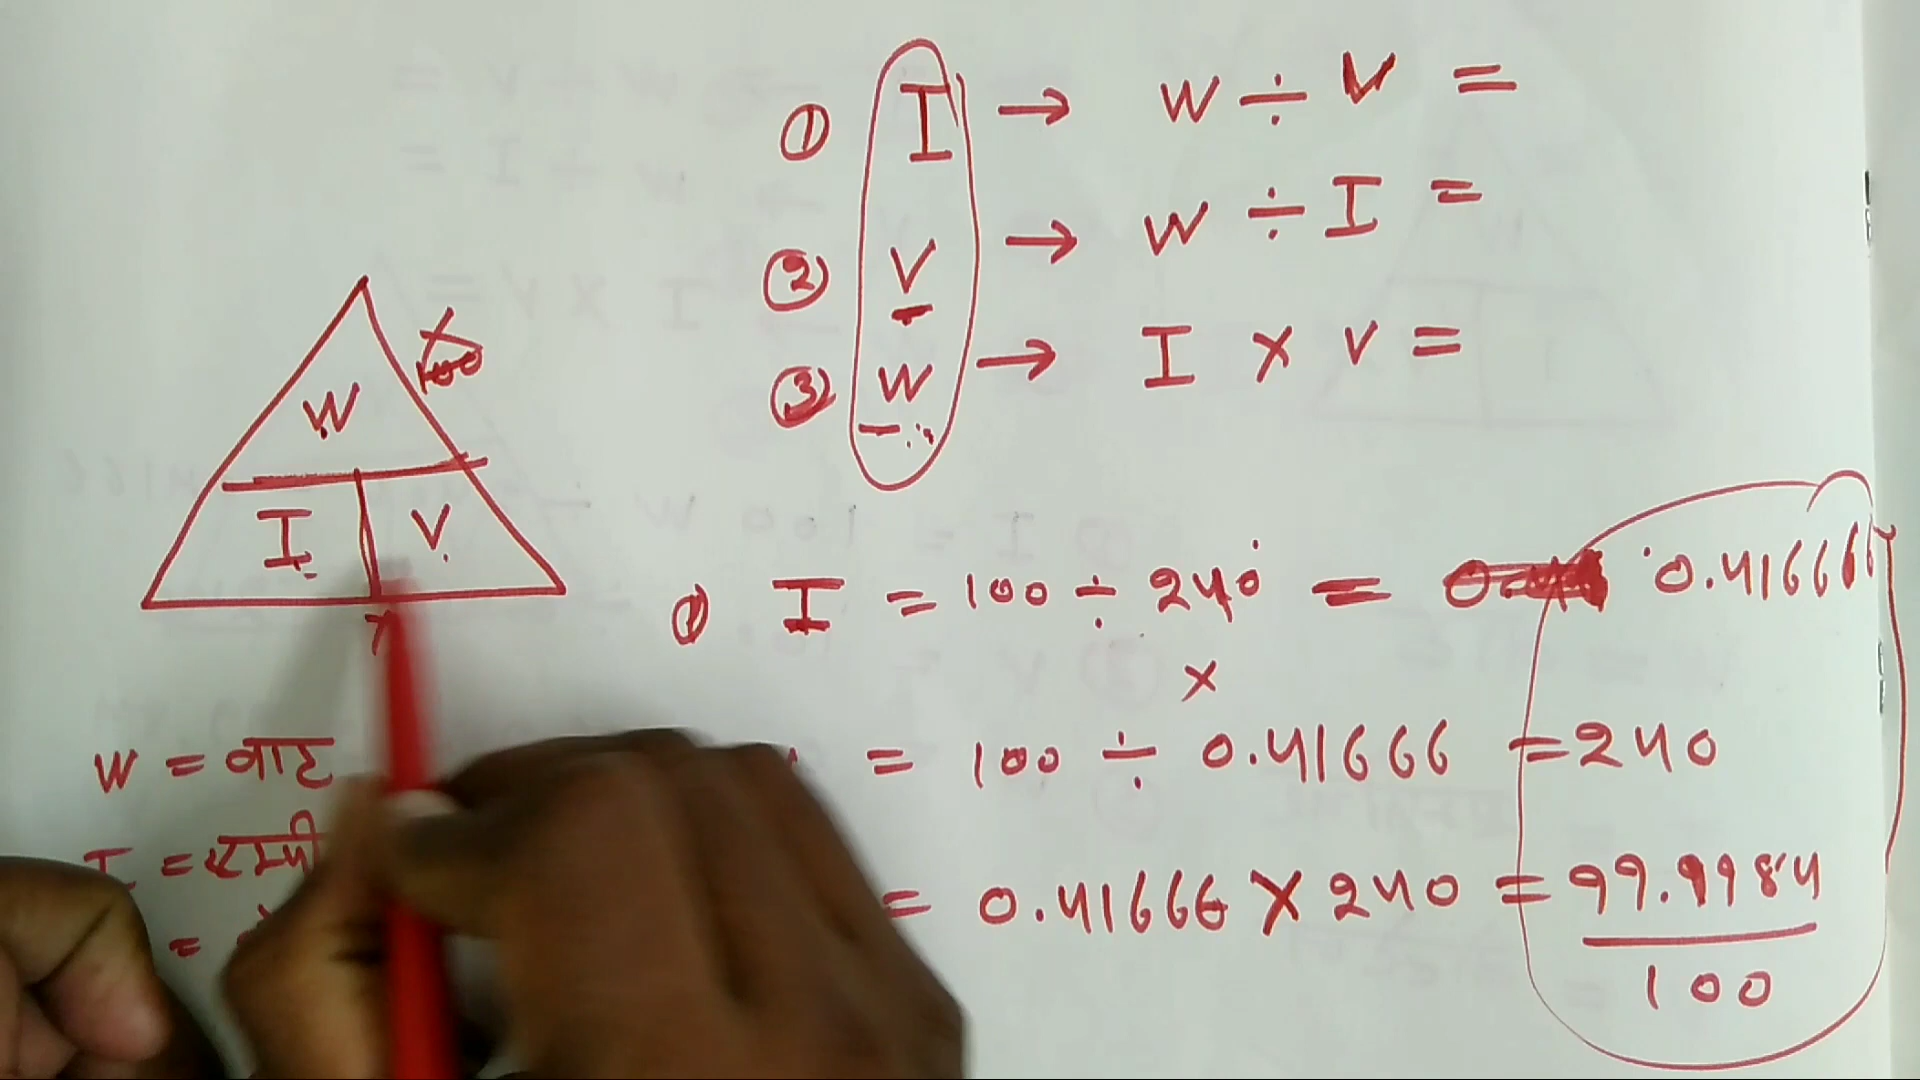 ① I → W ÷ V =
② V → W ÷ I =
③ W → I × V =
100
W
I V
① I = 100 ÷ 240 = 0.416666
×
= 100 ÷ 0.41666 = 240
= 0.41666 × 240 = 99.9984
100
W = वाट
I = एम्पी
=